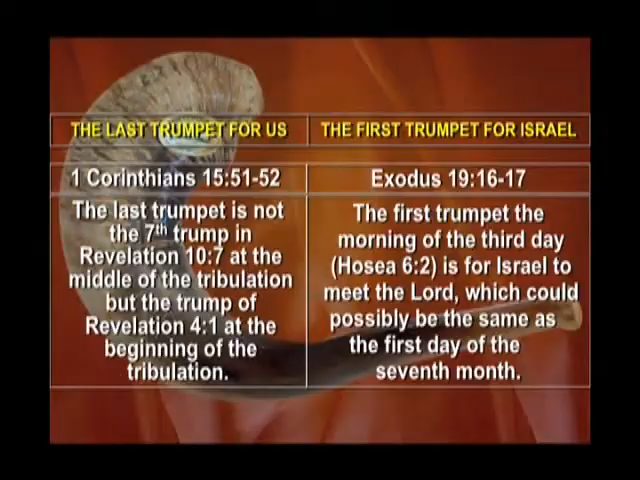 THE LAST TRUMPET FOR US
1 Corinthians 15:51-52
The last trumpet is not
the 7th trump in
Revelation 10:7 at the
middle of the tribulation
but the trump of
Revelation 4:1 at the
beginning of the
tribulation.
THE FIRST TRUMPET FOR ISRAEL
Exodus 19:16-17
The first trumpet the
morning of the third day
(Hosea 6:2) is for Israel to
meet the Lord, which could
possibly be the same as
the first day of the
seventh month.